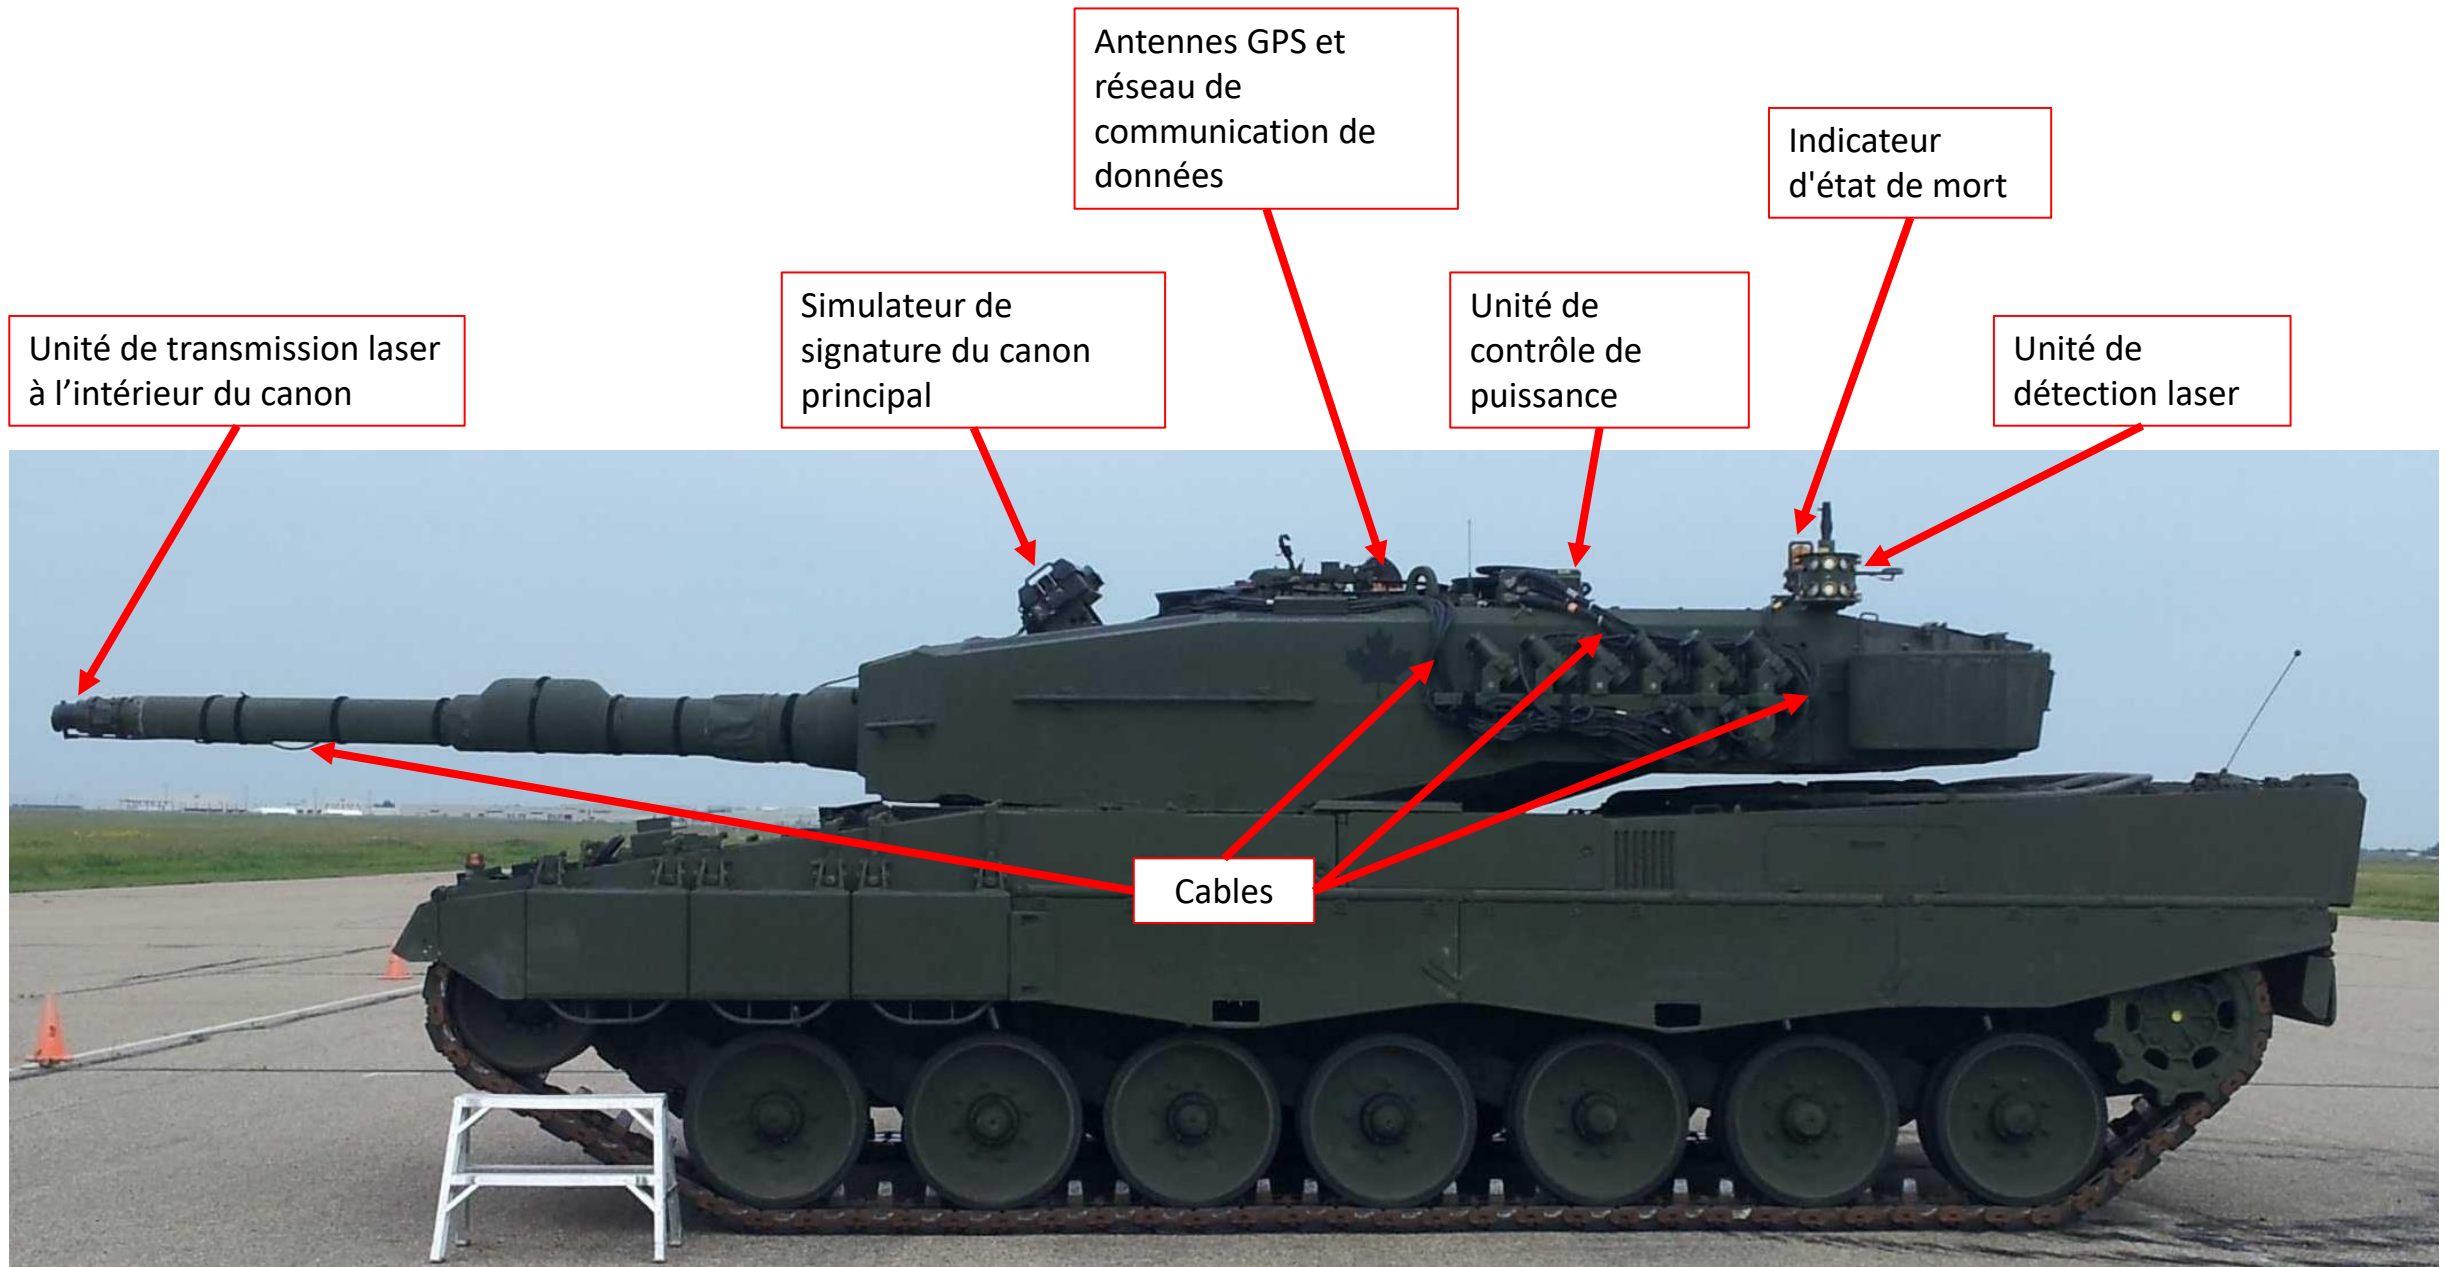 Antennes GPS et
réseau de
communication de
données
Indicateur
d'état de mort
Simulateur de
signature du canon
principal
Unité de
contrôle de
puissance
Unité de transmission laser
à l’intérieur du canon
Unité de
détection laser
Cables